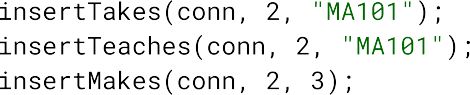 insertTakes(conn, 2, "MA101");
insertTeaches(conn, 2, "MA101");
insertMakes(conn, 2, 3);